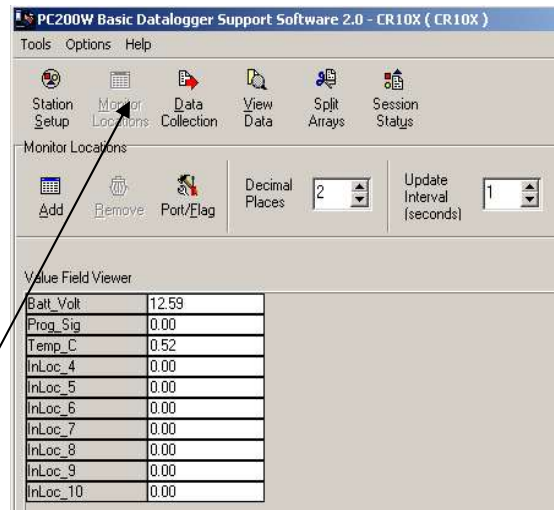 PC200W Basic Datalogger Support Software 2.0 - CR10X ( CR10X )
Tools Options Help
Station Setup
Monitor Locations
Data Collection
View Data
Split Arrays
Session Status
Monitor Locations
Add
Remove
Port/Flag
Decimal Places
2
Update Interval (seconds)
1
Value Field Viewer
Batt_Volt 12.59
Prog_Sig 0.00
Temp_C 0.52
InLoc_4 0.00
InLoc_5 0.00
InLoc_6 0.00
InLoc_7 0.00
InLoc_8 0.00
InLoc_9 0.00
InLoc_10 0.00